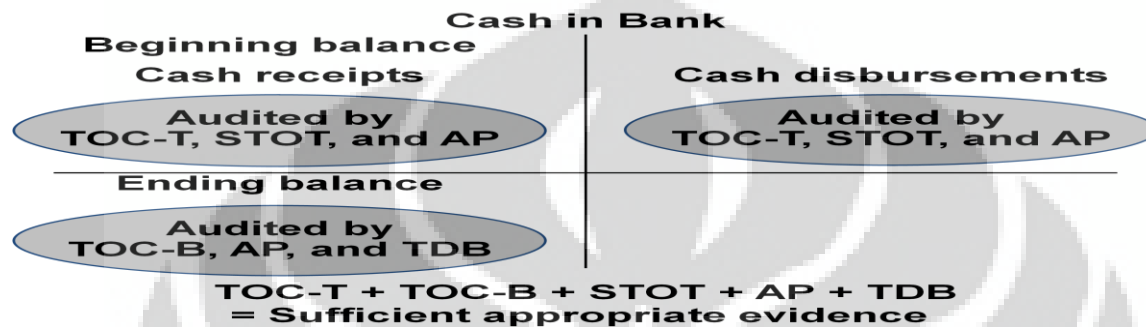 Cash in Bank
Beginning balance
Cash receipts
Cash disbursements
Audited by
TOC-T, STOT, and AP
Audited by
TOC-T, STOT, and AP
Ending balance
Audited by
TOC-B, AP, and TDB
TOC-T + TOC-B + STOT + AP + TDB
= Sufficient appropriate evidence